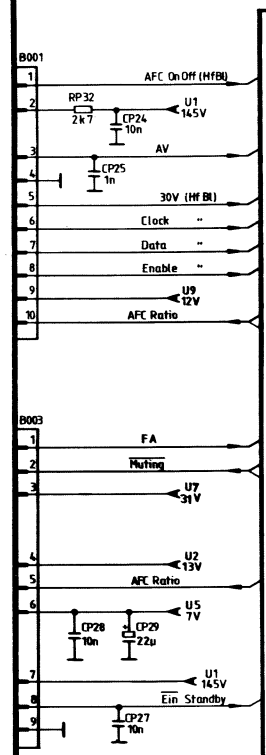 B001
1 AFC OnOff (HfBl)
2 RP32 2k7 CP24 10n U1 145V
3 AV
CP25 1n
4
5 30V (HfBl)
6 Clock "
7 Data "
8 Enable "
9 U9 12V
10 AFC Ratio
B003
1 FA
2 Muting
3 U7 31V
4 U2 13V
5 AFC Ratio
6 U5 7V
CP28 10n + CP29 22µ
7 U1 145V
8 Ein Standby
9 CP27 10n